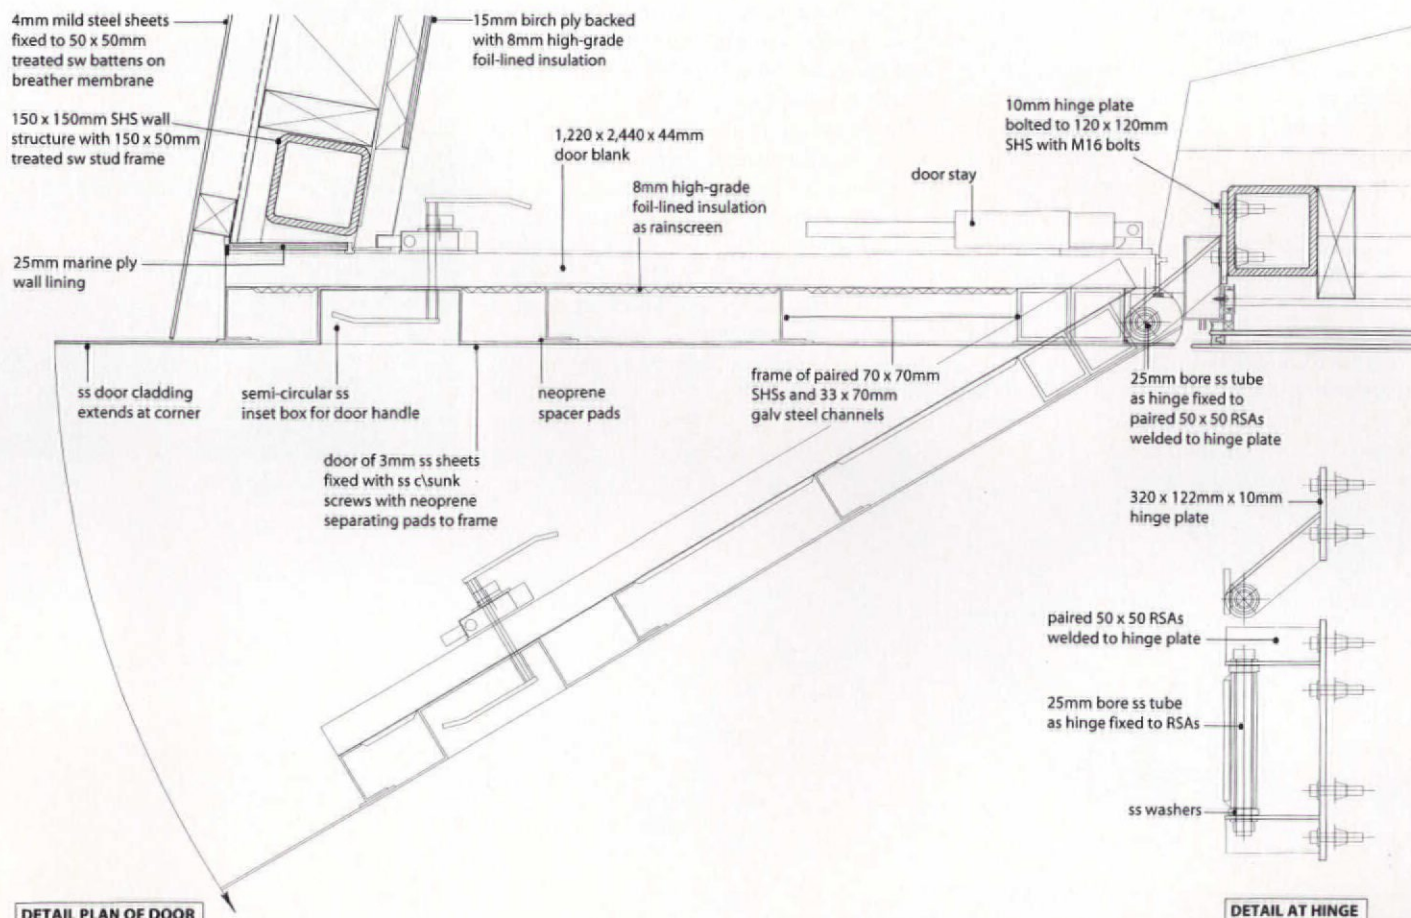 4mm mild steel sheets
fixed to 50 x 50mm
treated sw battens on
breather membrane
150 x 150mm SHS wall
structure with 150 x 50mm
treated sw stud frame
25mm marine ply
wall lining
15mm birch ply backed
with 8mm high-grade
foil-lined insulation
1,220 x 2,440 x 44mm
door blank
8mm high-grade
foil-lined insulation
as rainscreen
door stay
10mm hinge plate
bolted to 120 x 120mm
SHS with M16 bolts
ss door cladding
extends at corner
semi-circular ss
inset box for door handle
neoprene
spacer pads
door of 3mm ss sheets
fixed with ss c\sunk
screws with neoprene
separating pads to frame
frame of paired 70 x 70mm
SHSs and 33 x 70mm
galv steel channels
25mm bore ss tube
as hinge fixed to
paired 50 x 50 RSAs
welded to hinge plate
320 x 122mm x 10mm
hinge plate
paired 50 x 50 RSAs
welded to hinge plate
25mm bore ss tube
as hinge fixed to RSAs
ss washers
DETAIL PLAN OF DOOR
DETAIL AT HINGE